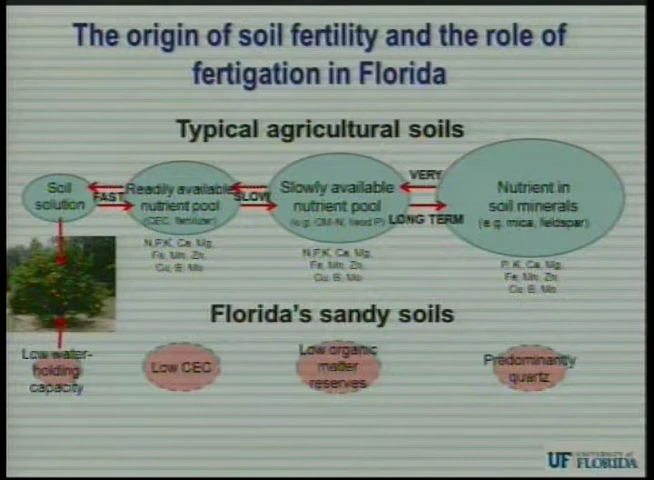 The origin of soil fertility and the role of
fertigation in Florida
Typical agricultural soils
Soil
solution
FAST
Readily available
nutrient pool
(CEC, fertilizer)
N,P,K, Ca, Mg,
Fe, Mn, Zn,
Cu, B, Mo
SLOW
Slowly available
nutrient pool
(e.g. OM-N, fixed P)
N,P,K, Ca, Mg,
Fe, Mn, Zn,
Cu, B, Mo
VERY
LONG TERM
Nutrient in
soil minerals
(e.g. mica, feldspar)
P, K, Ca, Mg,
Fe, Mn, Zn,
Cu, B, Mo
Florida's sandy soils
Low water-
holding
capacity
Low CEC
Low organic
matter
reserves
Predominantly
quartz
UF UNIVERSITY of
FLORIDA